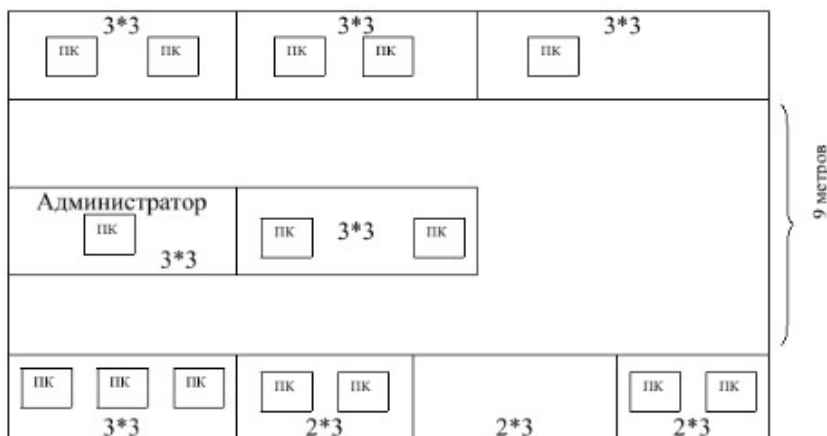 3*3 3*3 3*3
ПК ПК ПК ПК ПК
9 метров
Администратор
ПК ПК 3*3 ПК
3*3
ПК ПК ПК ПК ПК ПК ПК
3*3 2*3 2*3 2*3